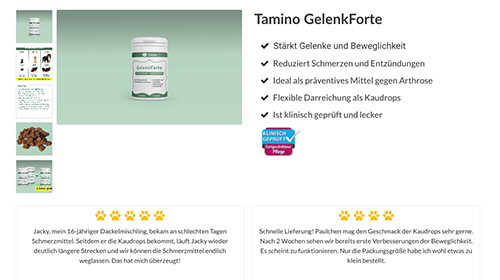 Tamino GelenkForte
Stärkt Gelenke und Beweglichkeit
Reduziert Schmerzen und Entzündungen
Ideal als präventives Mittel gegen Arthrose
Flexible Darreichung als Kaudrops
Ist klinisch geprüft und lecker
GelenkForte
KLINISCH
GEPRÜFT
Fortgeschrittene
Pflege
Jacky, mein 16-jähriger Dackelmischling, bekam an schlechten Tagen
Schmerzmittel. Seitdem er die Kaudrops bekommt, läuft Jacky wieder
deutlich längere Strecken und wir können die Schmerzmittel endlich
weglassen. Das hat mich überzeugt!
Schnelle Lieferung! Paulchen mag den Geschmack der Kaudrops sehr gerne.
Nach 2 Wochen sehen wir bereits erste Verbesserungen der Beweglichkeit.
Es scheint zu funktionieren. Nur die Packungsgröße habe ich wohl etwas zu
klein bestellt.